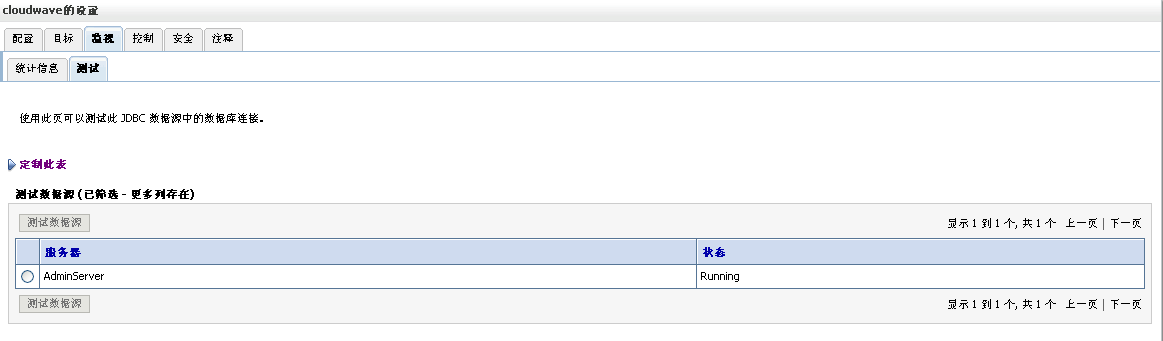 cloudwave的设置
配置 目标 监视 控制 安全 注释
统计信息 测试
使用此页可以测试此 JDBC 数据源中的数据库连接。
定制此表
测试数据源 (已筛选 - 更多列存在)
测试数据源 显示 1 到 1 个, 共 1 个 上一页 | 下一页
服务器 状态
AdminServer Running
测试数据源 显示 1 到 1 个, 共 1 个 上一页 | 下一页